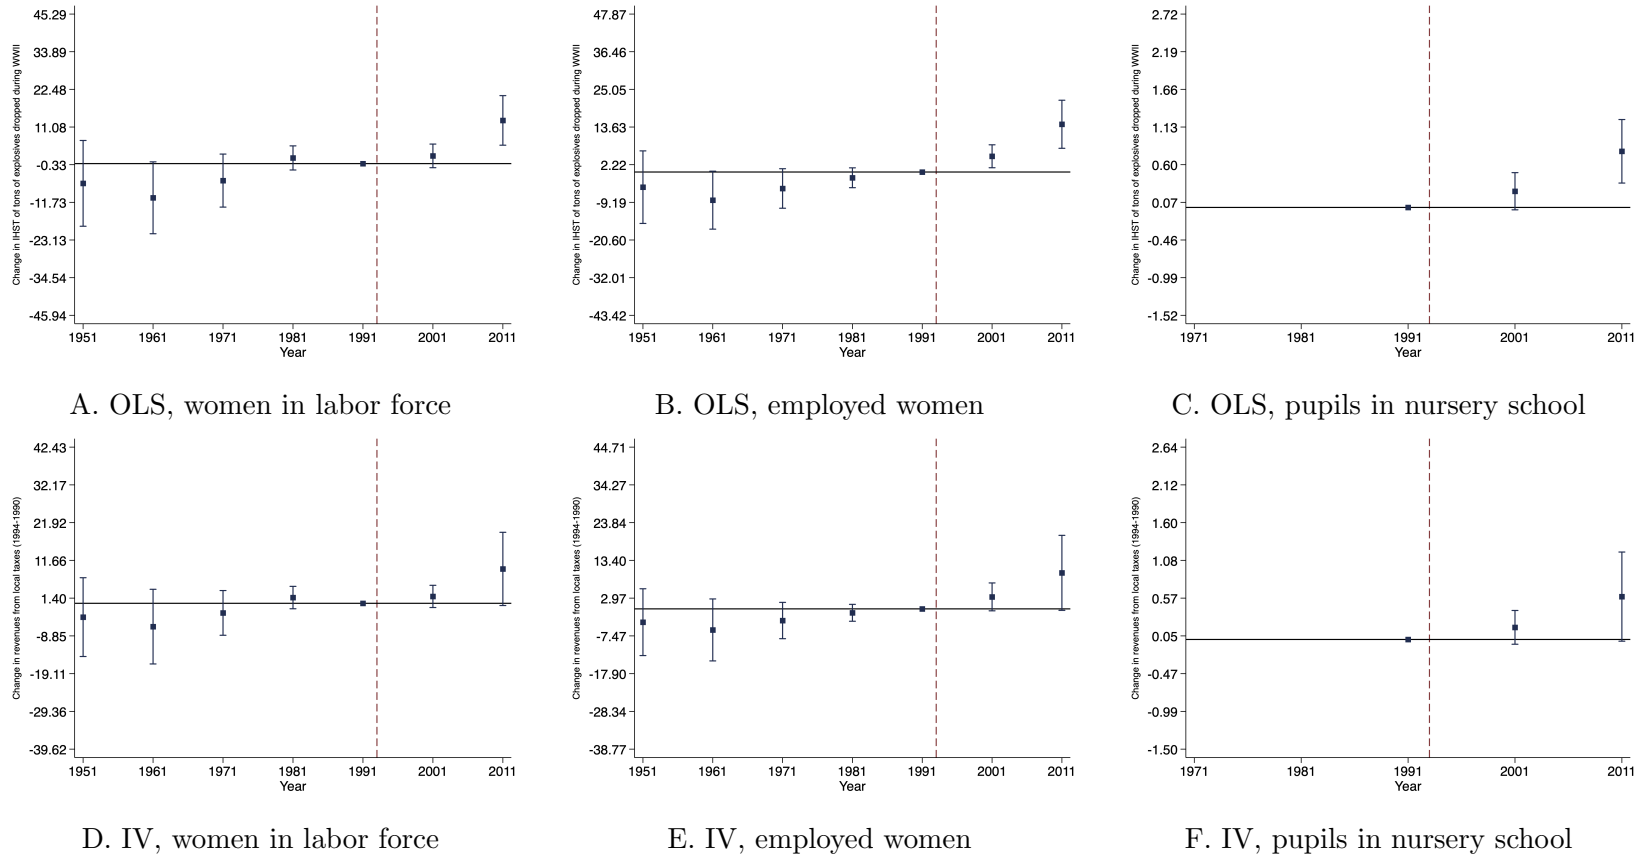 Change in IHST of tons of explosives dropped during WWII
45.29
33.89
22.48
11.08
-0.33
-11.73
-23.13
-34.54
-45.94
1951 1961 1971 1981 1991 2001 2011
Year
A. OLS, women in labor force
Change in IHST of tons of explosives dropped during WWII
47.87
36.46
25.05
13.63
2.22
-9.19
-20.60
-32.01
-43.42
1951 1961 1971 1981 1991 2001 2011
Year
B. OLS, employed women
Change in IHST of tons of explosives dropped during WWII
2.72
2.19
1.66
1.13
0.60
0.07
-0.46
-0.99
-1.52
1971 1981 1991 2001 2011
Year
C. OLS, pupils in nursery school
Change in revenues from local taxes (1994-1990)
42.43
32.17
21.92
11.66
1.40
-8.85
-19.11
-29.36
-39.62
1951 1961 1971 1981 1991 2001 2011
Year
D. IV, women in labor force
Change in revenues from local taxes (1994-1990)
44.71
34.27
23.84
13.40
2.97
-7.47
-17.90
-28.34
-38.77
1951 1961 1971 1981 1991 2001 2011
Year
E. IV, employed women
Change in revenues from local taxes (1994-1990)
2.64
2.12
1.60
1.08
0.57
0.05
-0.47
-0.99
-1.50
1971 1981 1991 2001 2011
Year
F. IV, pupils in nursery school